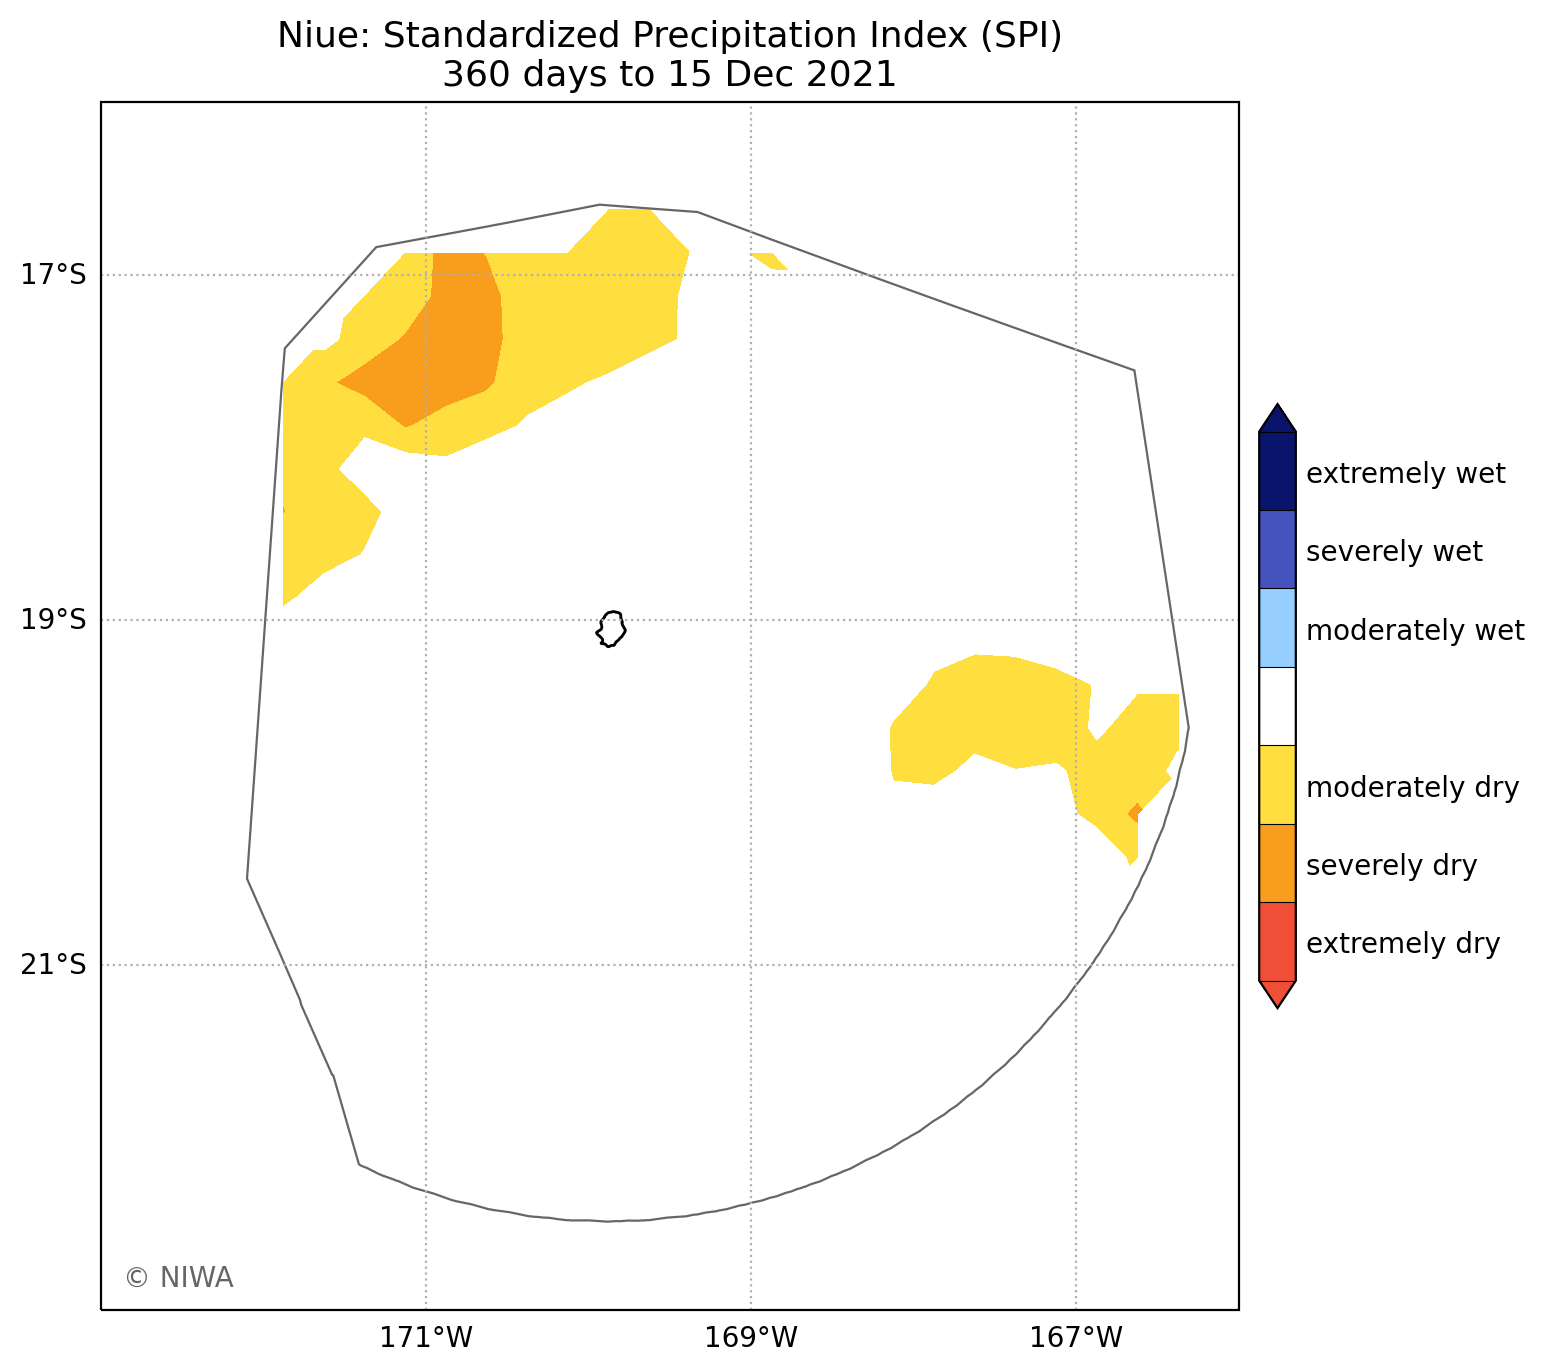 Niue: Standardized Precipitation Index (SPI)
360 days to 15 Dec 2021
17°S
19°S
21°S
171°W
169°W
167°W
extremely wet
severely wet
moderately wet
moderately dry
severely dry
extremely dry
© NIWA